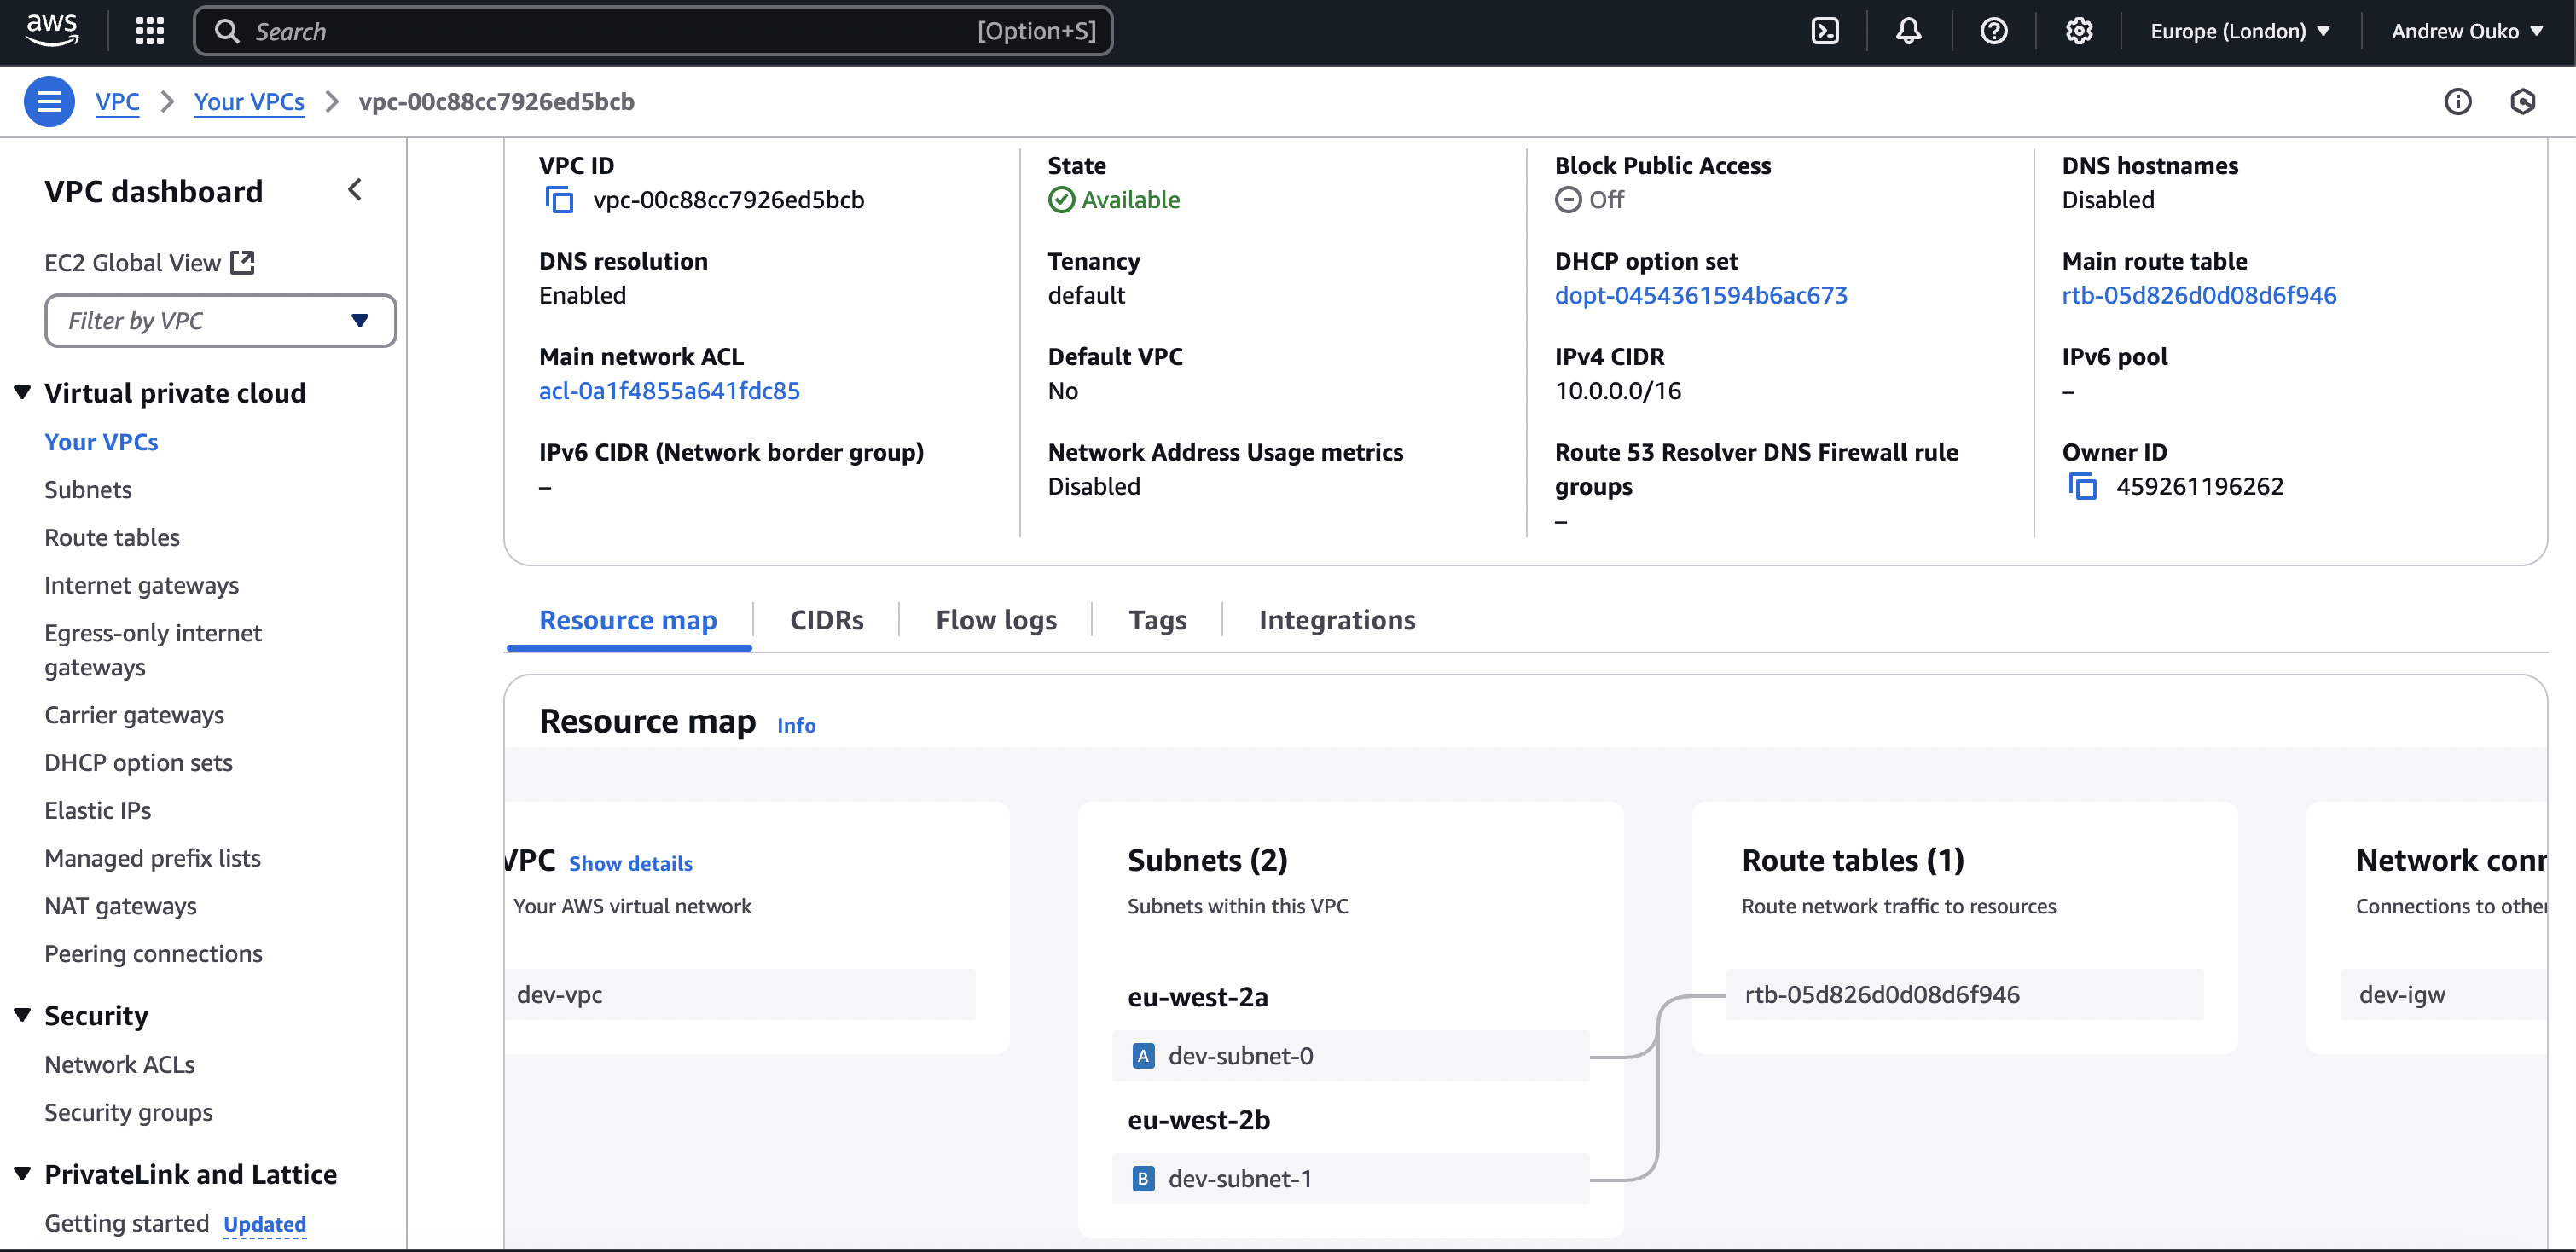 aws
Search
[Option+S]
Europe (London)
Andrew Ouko
VPC
Your VPCs
vpc-00c88cc7926ed5bcb
VPC dashboard
EC2 Global View
Filter by VPC
Virtual private cloud
Your VPCs
Subnets
Route tables
Internet gateways
Egress-only internet
gateways
Carrier gateways
DHCP option sets
Elastic IPs
Managed prefix lists
NAT gateways
Peering connections
Security
Network ACLs
Security groups
PrivateLink and Lattice
Getting started Updated
VPC ID
vpc-00c88cc7926ed5bcb
State
Available
Block Public Access
Off
DNS hostnames
Disabled
DNS resolution
Enabled
Tenancy
default
DHCP option set
dopt-0454361594b6ac673
Main route table
rtb-05d826d0d08d6f946
Main network ACL
acl-0a1f4855a641fdc85
Default VPC
No
IPv4 CIDR
10.0.0.0/16
IPv6 pool
–
IPv6 CIDR (Network border group)
–
Network Address Usage metrics
Disabled
Route 53 Resolver DNS Firewall rule
groups
–
Owner ID
459261196262
Resource map
CIDRs
Flow logs
Tags
Integrations
Resource map Info
VPC Show details
Your AWS virtual network
dev-vpc
Subnets (2)
Subnets within this VPC
eu-west-2a
A dev-subnet-0
eu-west-2b
B dev-subnet-1
Route tables (1)
Route network traffic to resources
rtb-05d826d0d08d6f946
Network
Connections to
dev-igw